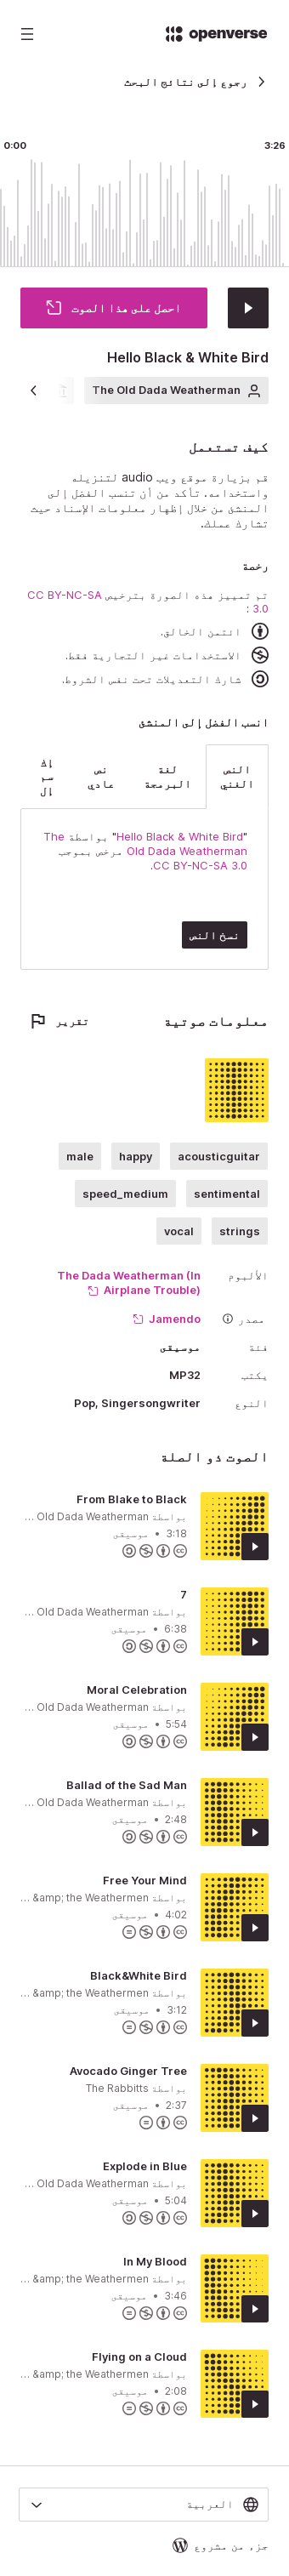 openverse
رجوع إلى نتائج البحث
0:00
3:26
احصل على هذا الصوت
Hello Black & White Bird
The Old Dada Weatherman
كيف تستعمل
قم بزيارة موقع ويب audio لتنزيله
واستخدامه. تأكد من أن تنسب الفضل إلى
المنشئ من خلال إظهار معلومات الإسناد حيث
تشارك عملك.
رخصة
تم تمييز هذه الصورة بترخيص CC BY-NC-SA
3.0 :
ائتمن الخالق.
الاستخدامات غير التجارية فقط.
شارك التعديلات تحت نفس الشروط.
انسب الفضل إلى المنشئ
النص الغني
لغة البرمجة
نص عادي
"Hello Black & White Bird" بواسطة The
Old Dada Weatherman مرخص بموجب
CC BY-NC-SA 3.0.
نسخ النص
معلومات صوتية
تقرير
acousticguitar
happy
male
sentimental
speed_medium
strings
vocal
الألبوم
The Dada Weatherman (In
Airplane Trouble)
مصدر
Jamendo
فئة
موسيقى
يكتب
MP32
النوع
Pop, Singersongwriter
الصوت ذو الصلة
From Blake to Black
بواسطة Old Dada Weatherman ...
3:18 • موسيقى
7
بواسطة Old Dada Weatherman ...
6:38 • موسيقى
Moral Celebration
بواسطة Old Dada Weatherman ...
5:54 • موسيقى
Ballad of the Sad Man
بواسطة Old Dada Weatherman ...
2:48 • موسيقى
Free Your Mind
بواسطة &amp; the Weathermen ...
4:02 • موسيقى
Black&White Bird
بواسطة &amp; the Weathermen ...
3:12 • موسيقى
Avocado Ginger Tree
بواسطة The Rabbitts
2:37 • موسيقى
Explode in Blue
بواسطة Old Dada Weatherman ...
5:04 • موسيقى
In My Blood
بواسطة &amp; the Weathermen ...
3:46 • موسيقى
Flying on a Cloud
بواسطة &amp; the Weathermen ...
2:08 • موسيقى
العربية
جزء من مشروع